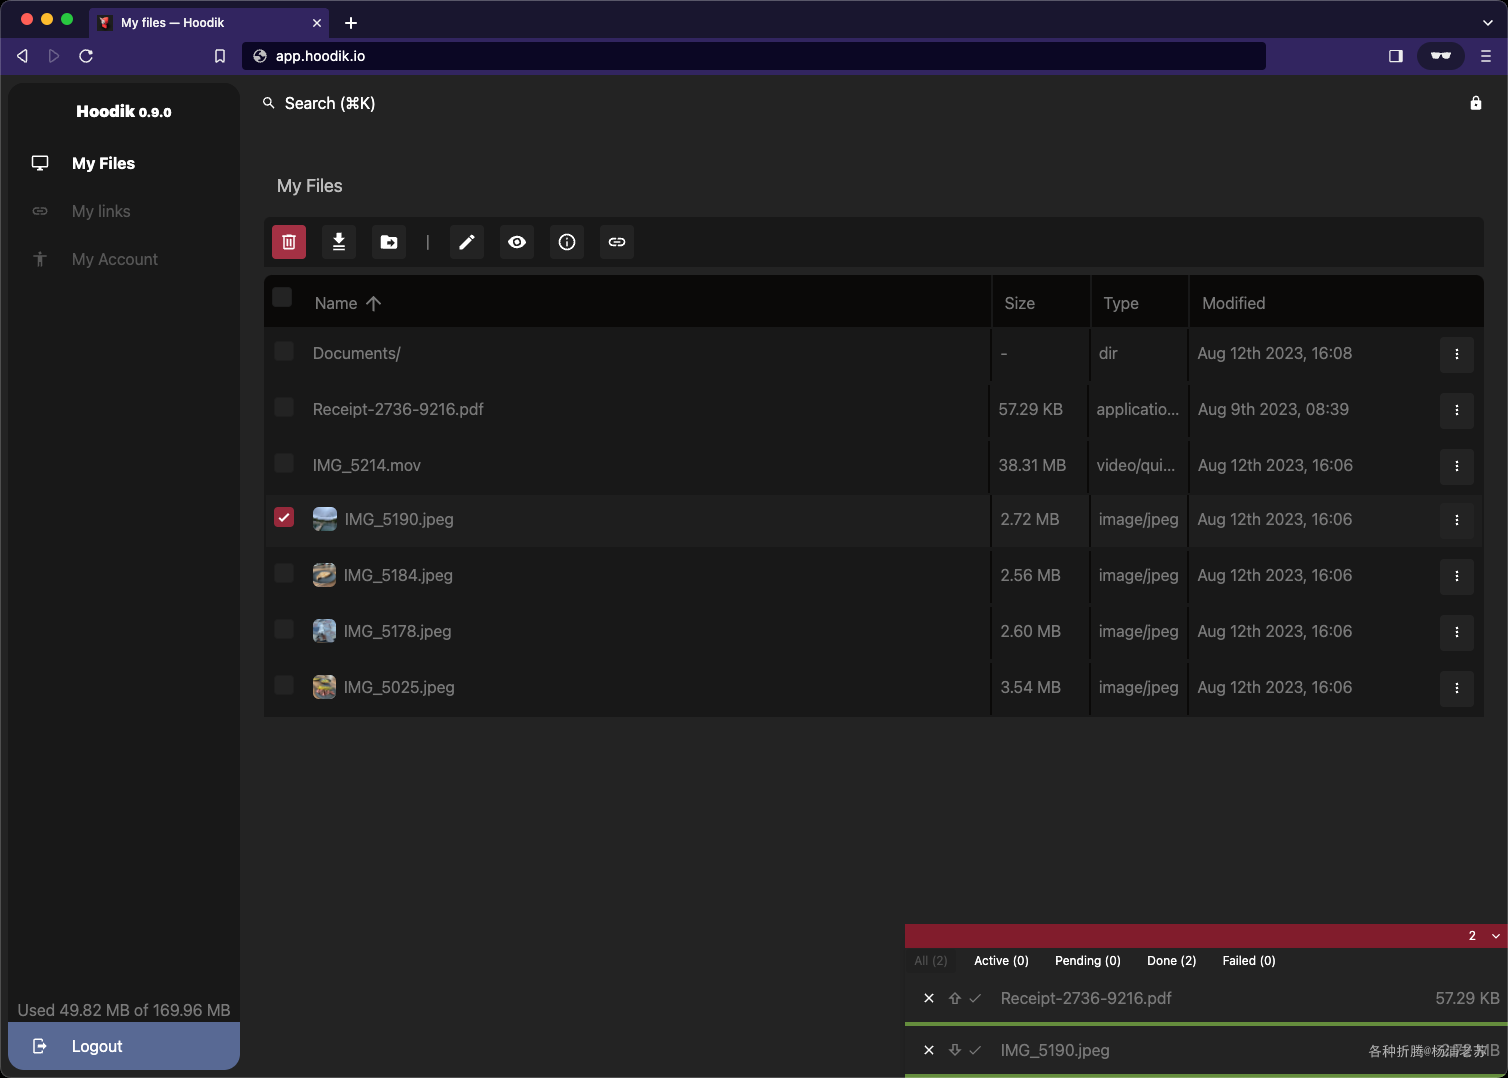 My files — Hoodik
app.hoodik.io
Hoodik 0.9.0
My Files
My links
My Account
Used 49.82 MB of 169.96 MB
Logout
Search (⌘K)
My Files
Name Size Type Modified
Documents/ - dir Aug 12th 2023, 16:08
Receipt-2736-9216.pdf 57.29 KB applicatio... Aug 9th 2023, 08:39
IMG_5214.mov 38.31 MB video/qui... Aug 12th 2023, 16:06
IMG_5190.jpeg 2.72 MB image/jpeg Aug 12th 2023, 16:06
IMG_5184.jpeg 2.56 MB image/jpeg Aug 12th 2023, 16:06
IMG_5178.jpeg 2.60 MB image/jpeg Aug 12th 2023, 16:06
IMG_5025.jpeg 3.54 MB image/jpeg Aug 12th 2023, 16:06
2
All (2) Active (0) Pending (0) Done (2) Failed (0)
Receipt-2736-9216.pdf 57.29 KB
IMG_5190.jpeg 2.72 MB
各种折腾@杨浦老苏